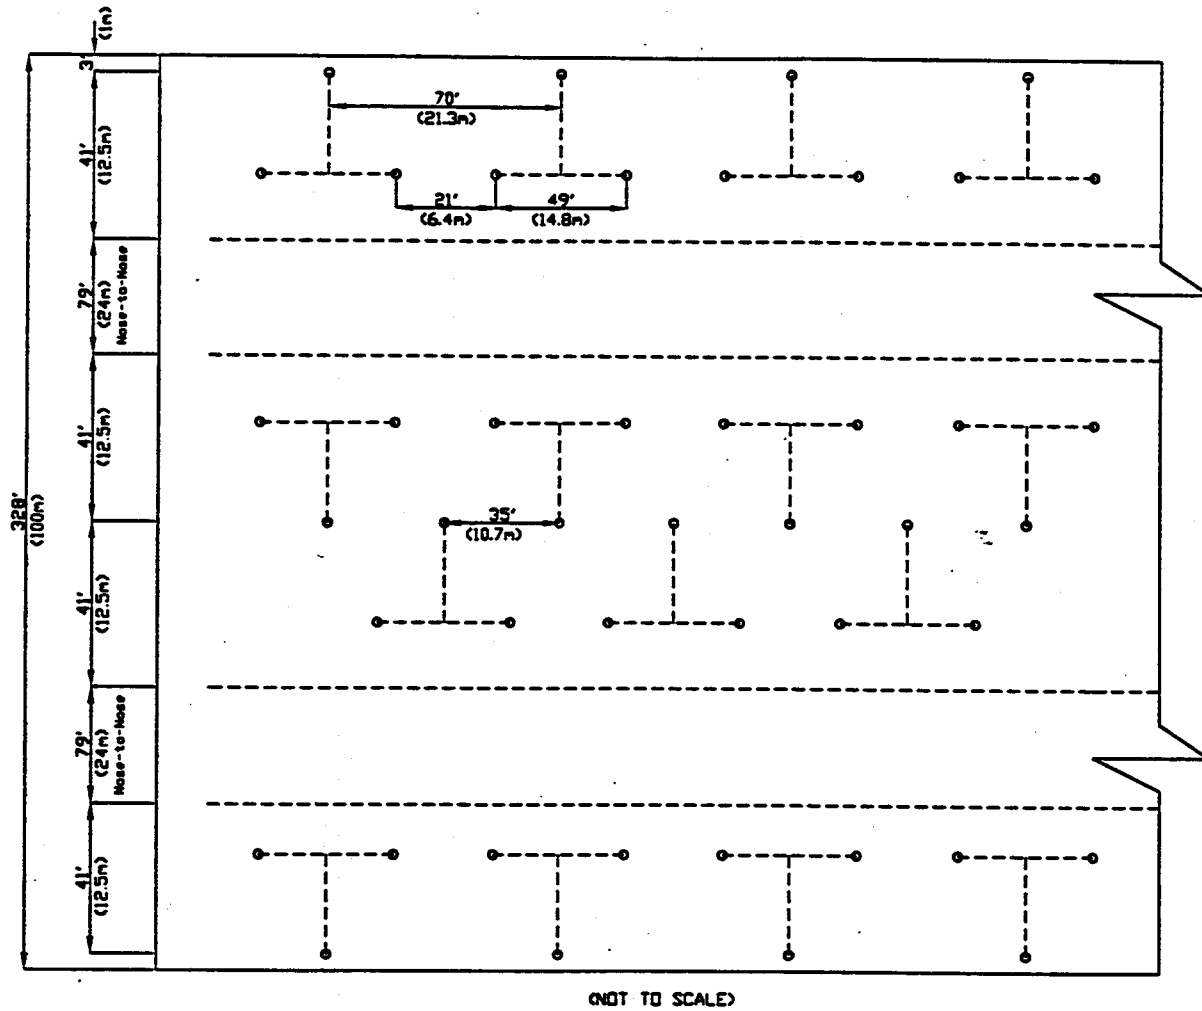 (1m)
3'
70'
(21.3m)
41'
(12.5m)
21'
(6.4m)
49'
(14.8m)
79'
(24m)
Nose-to-Nose
41'
(12.5m)
328'
(100m)
35'
(10.7m)
41'
(12.5m)
79'
(24m)
Nose-to-Nose
41'
(12.5m)
(NOT TO SCALE)